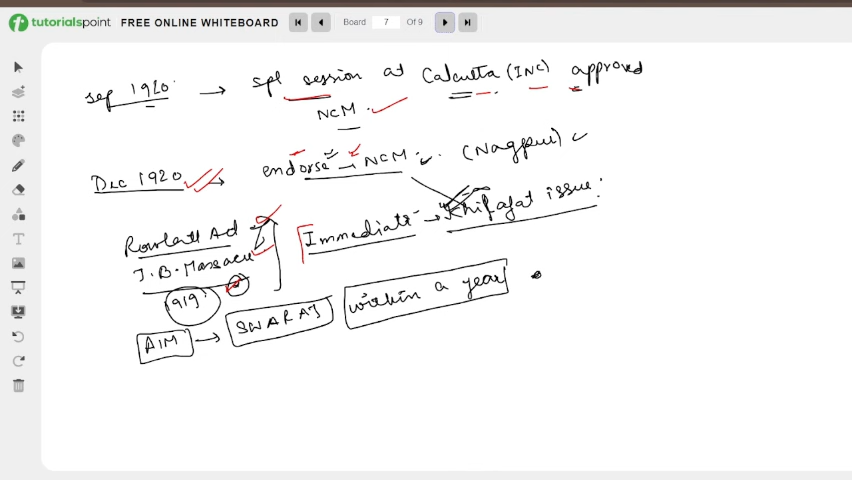 tutorialspoint FREE ONLINE WHITEBOARD Board 7 Of 9
Sep 1920 → spl session at Calcutta (INC) approved
NCM
Dec 1920 → endorse → NCM. (Nagpur)
Rowlatt Act
Immediate → Khilafat issue:
J.B. Massacre
1919
AIM → SWARAJ within a year
T